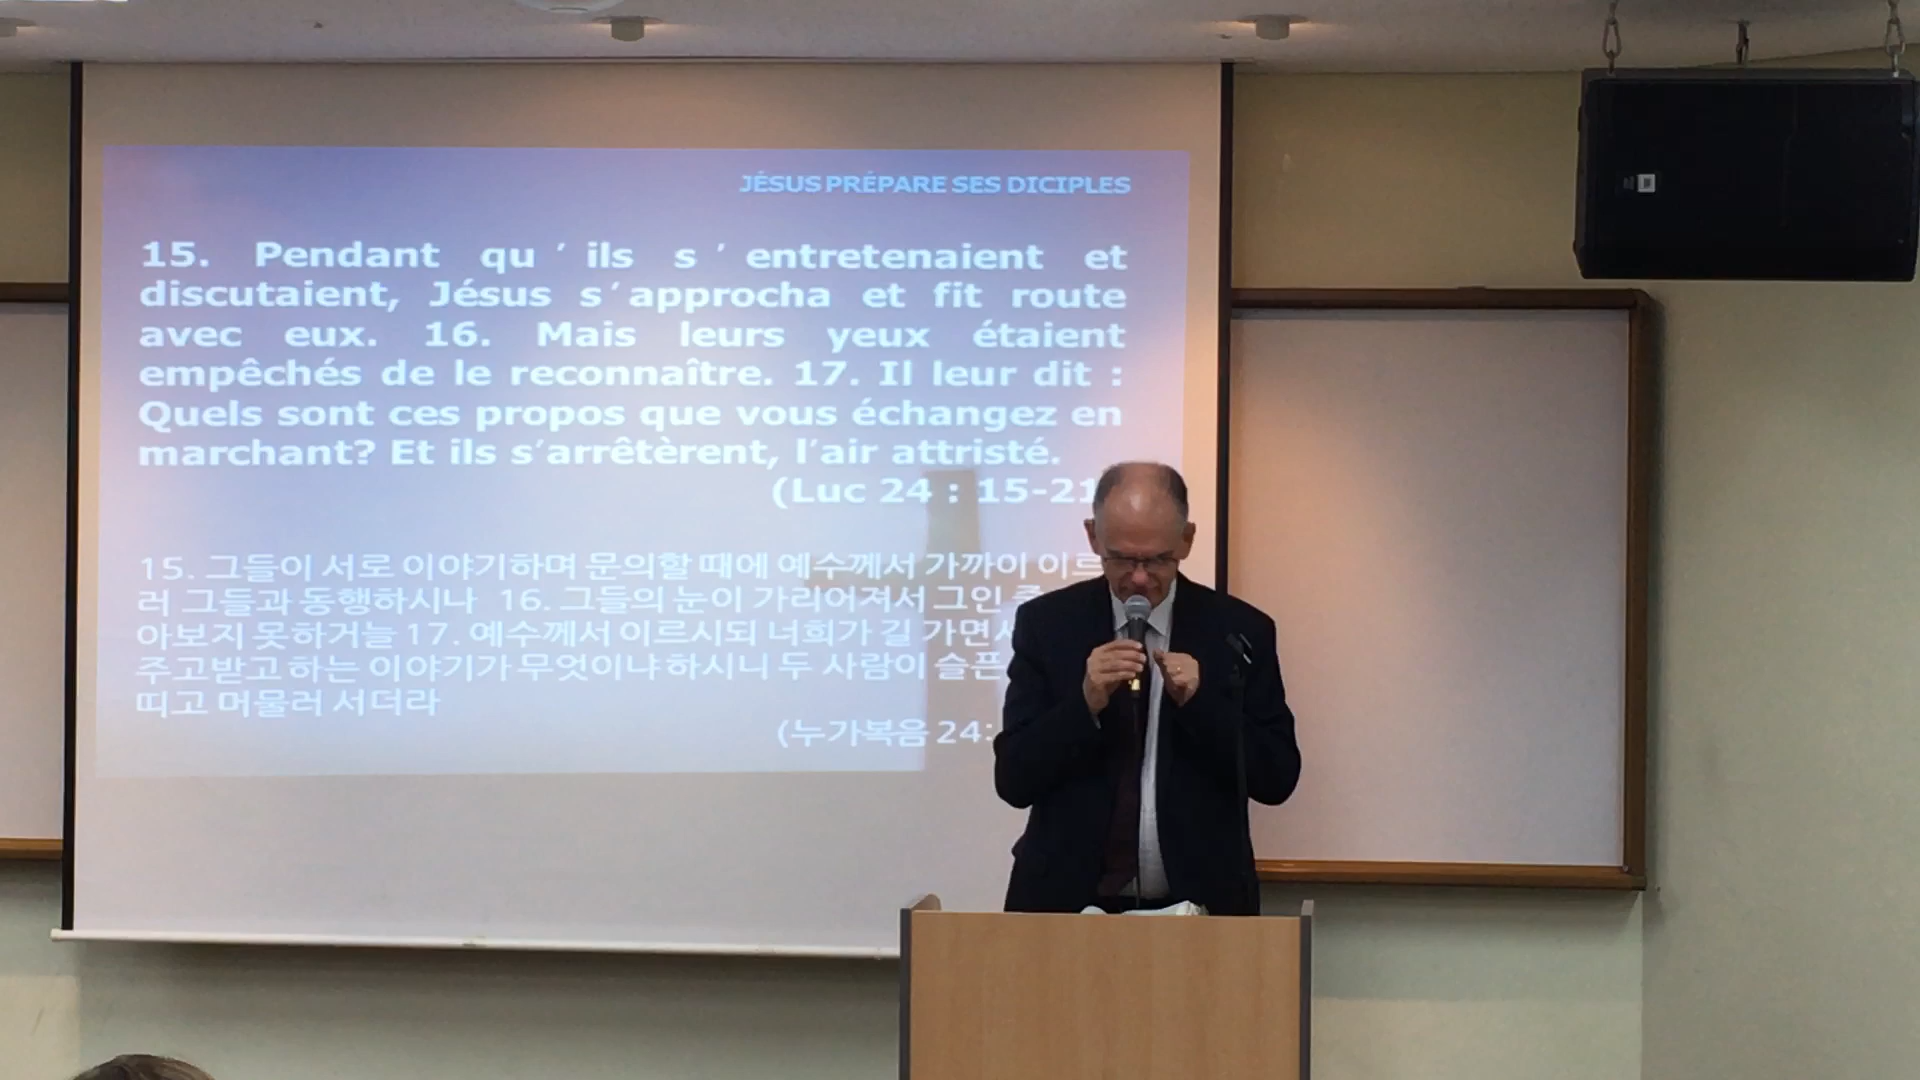 JÉSUS PRÉPARE SES DICIPLES
15. Pendant qu ’ ils s ’ entretenaient et
discutaient, Jésus s’approcha et fit route
avec eux. 16. Mais leurs yeux étaient
empêchés de le reconnaître. 17. Il leur dit :
Quels sont ces propos que vous échangez en
marchant? Et ils s’arrêtèrent, l’air attristé.
(Luc 24 : 15-21
15. 그들이 서로 이야기하며 문의할 때에 예수께서 가까이 이르
러 그들과 동행하시나 16. 그들의 눈이 가리어져서 그인
아보지 못하거늘 17. 예수께서 이르시되 너희가 길 가면서
주고받고 하는 이야기가 무엇이냐 하시니 두 사람이 슬픈
띠고 머물러 서더라
(누가복음 24: